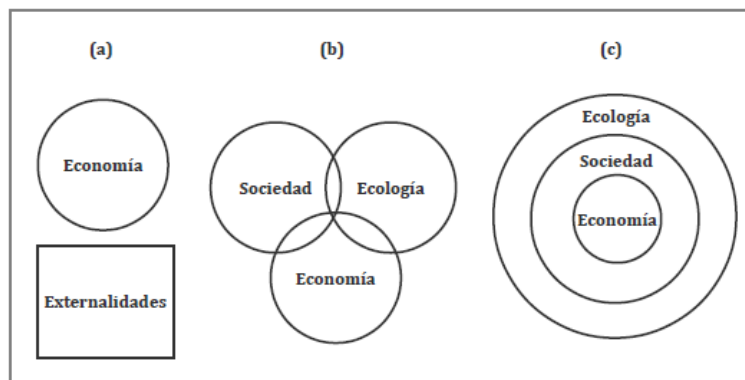 (a)
Economía
Externalidades
(b)
Sociedad
Ecología
Economía
(c)
Ecología
Sociedad
Economía